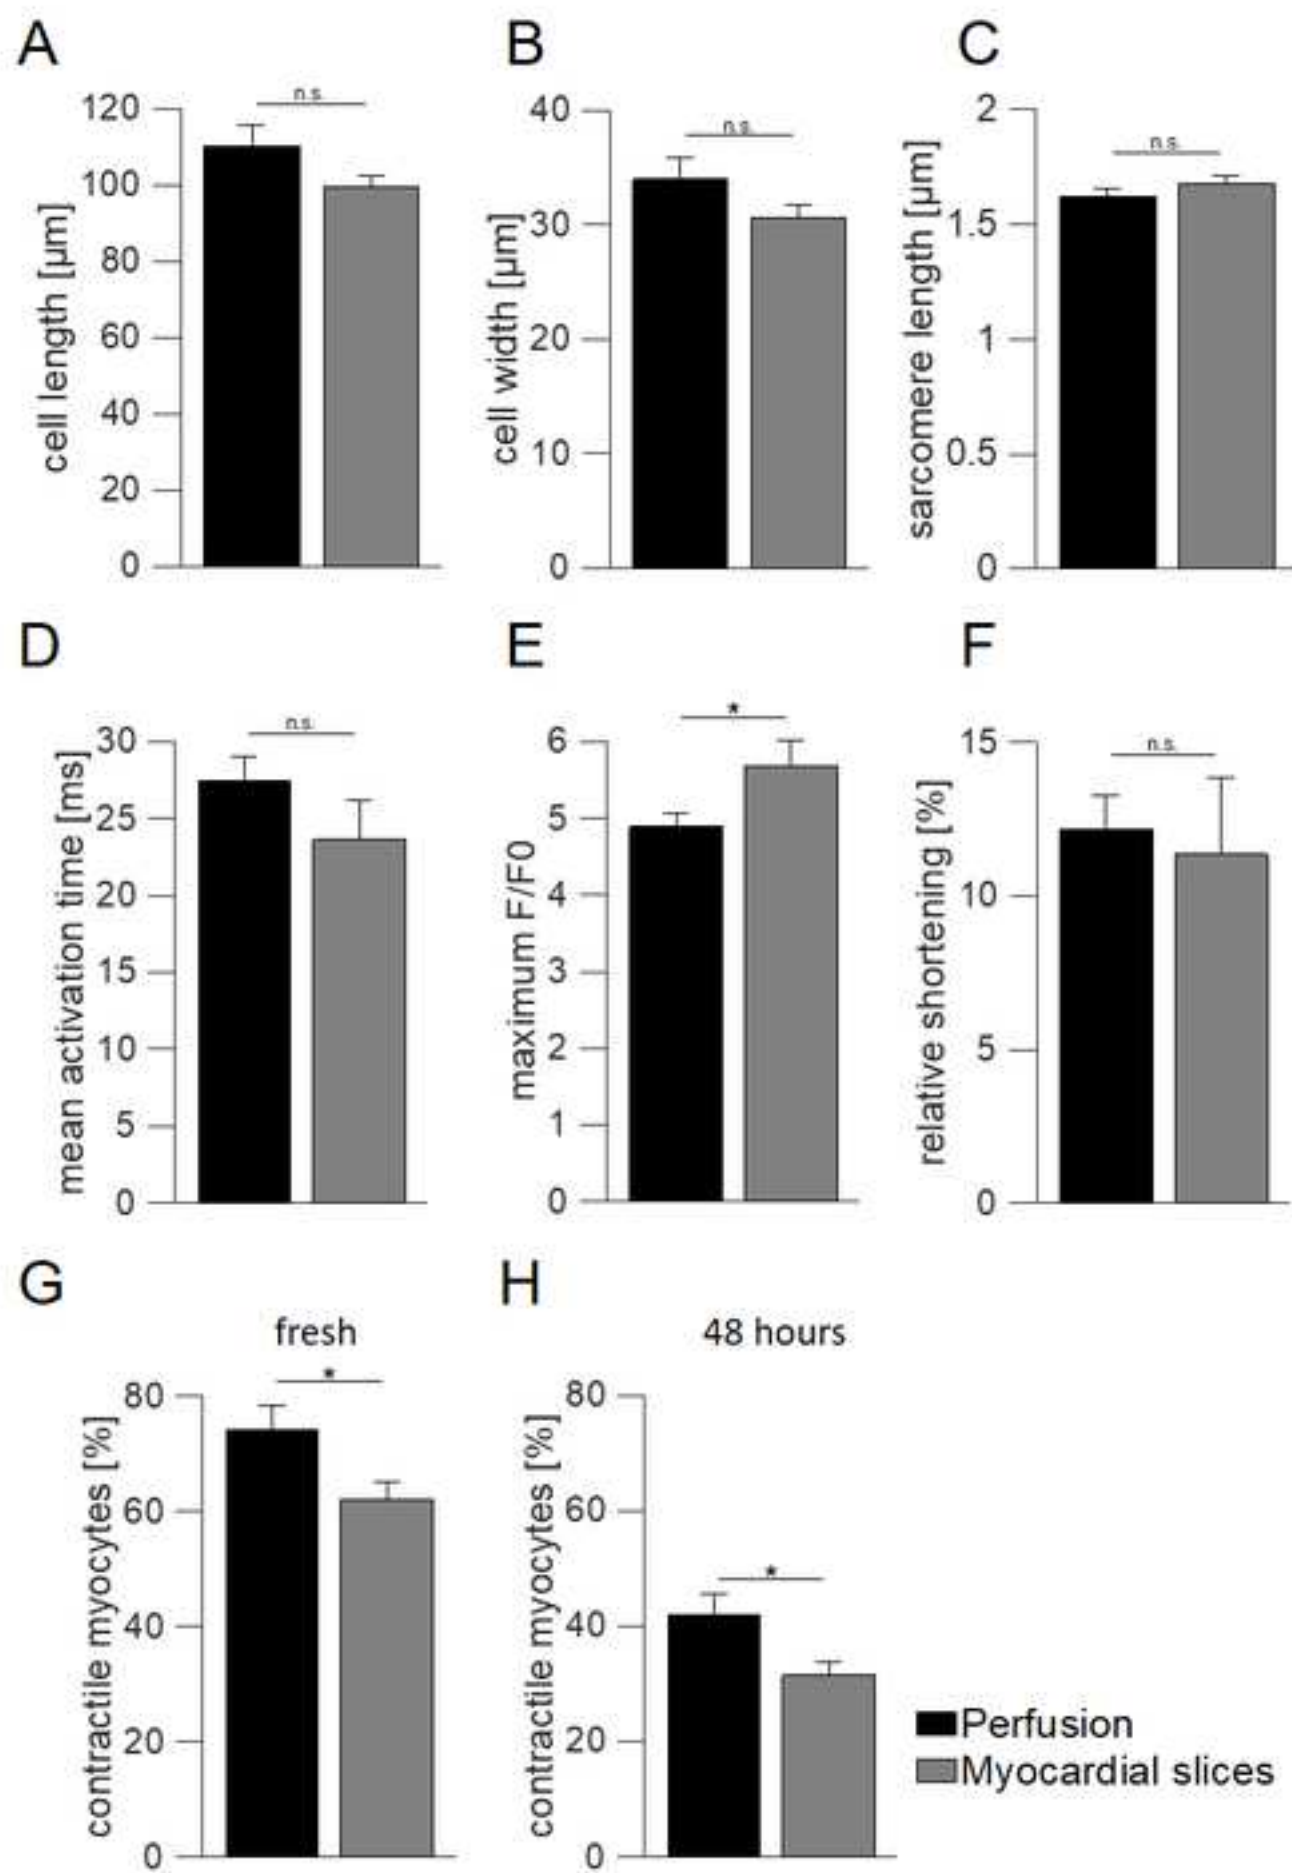 A
B
C
n.s.
n.s.
n.s.
120
100
80
60
40
20
0
cell length [µm]
40
30
20
10
0
cell width [µm]
2
1.5
1
0.5
0
sarcomere length [µm]
D
E
F
n.s.
*
n.s.
30
25
20
15
10
5
0
mean activation time [ms]
6
5
4
3
2
1
0
maximum F/F0
15
10
5
0
relative shortening [%]
G
H
fresh
48 hours
*
*
80
60
40
20
0
contractile myocytes [%]
80
60
40
20
0
contractile myocytes [%]
Perfusion
Myocardial slices